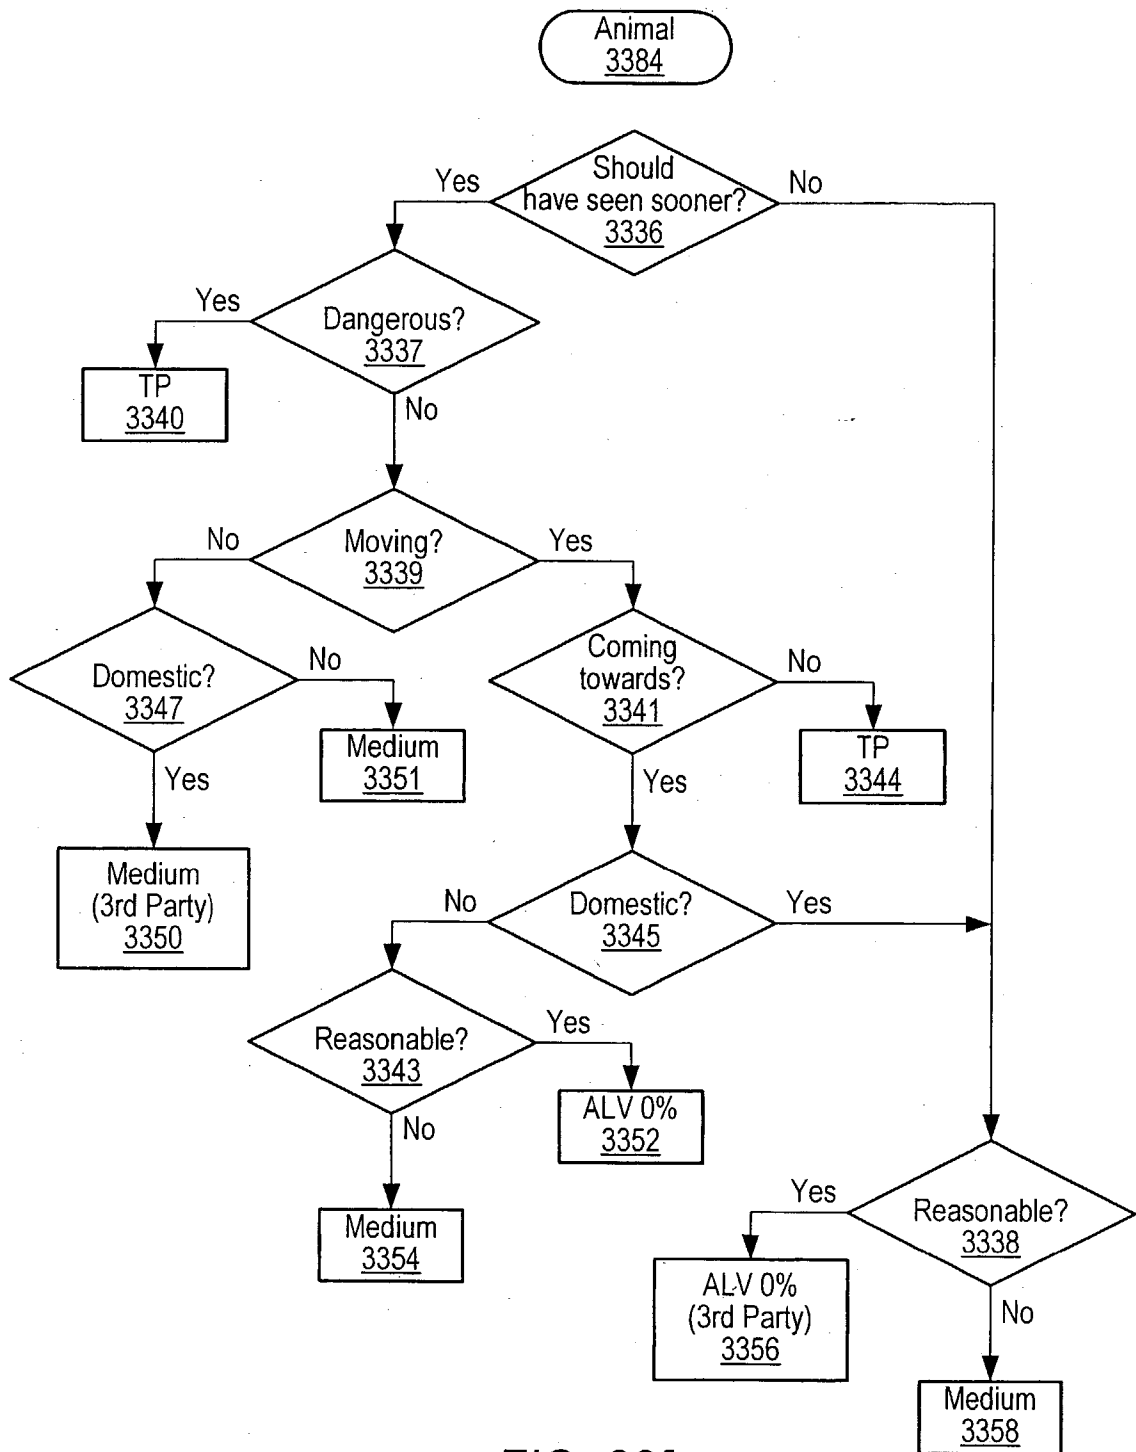 Animal
3384
Should
have seen sooner?
3336
Yes
No
Dangerous?
3337
Yes
No
TP
3340
Moving?
3339
No
Yes
Domestic?
3347
No
Yes
Coming
towards?
3341
No
Yes
Medium
3351
TP
3344
Medium
(3rd Party)
3350
Domestic?
3345
No
Yes
Reasonable?
3343
Yes
No
ALV 0%
3352
Medium
3354
Reasonable?
3338
Yes
No
ALV 0%
(3rd Party)
3356
Medium
3358